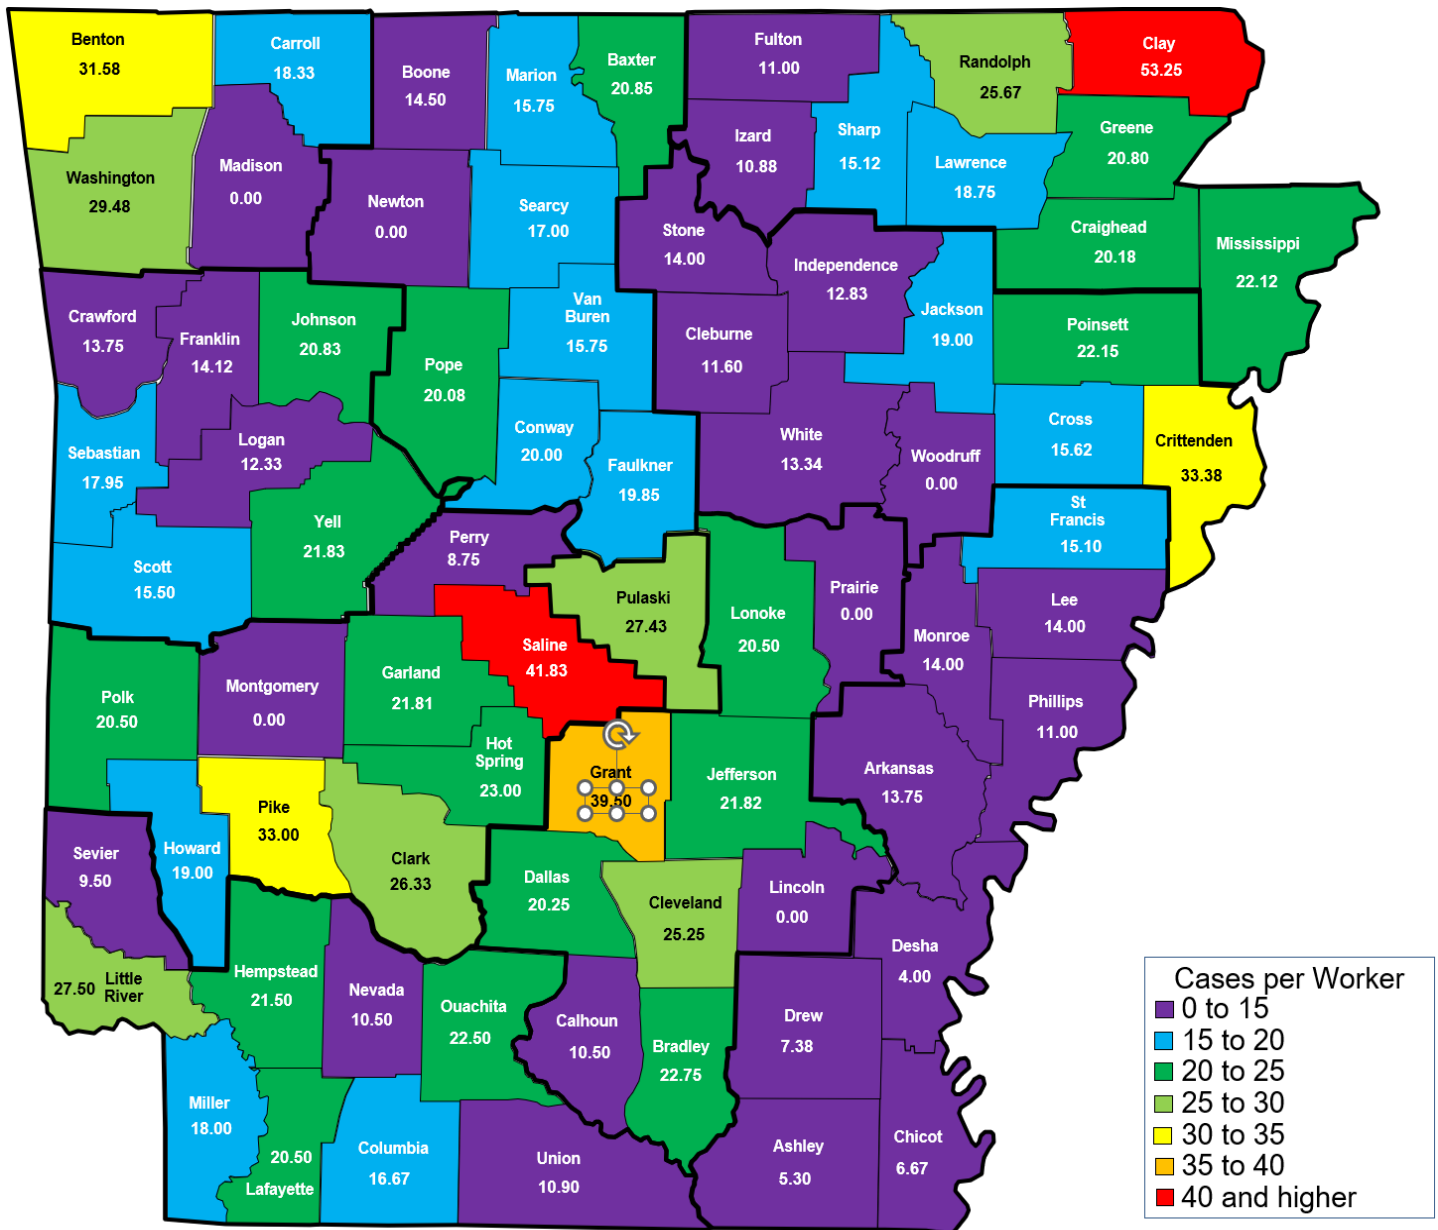 Benton
31.58
Carroll
18.33
Boone
14.50
Marion
15.75
Baxter
20.85
Fulton
11.00
Randolph
25.67
Clay
53.25
Washington
29.48
Madison
0.00
Newton
0.00
Searcy
17.00
Stone
14.00
Izard
10.88
Sharp
15.12
Lawrence
18.75
Greene
20.80
Craighead
20.18
Mississippi
22.12
Crawford
13.75
Franklin
14.12
Johnson
20.83
Pope
20.08
Van
Buren
15.75
Cleburne
11.60
Independence
12.83
Jackson
19.00
Poinsett
22.15
Sebastian
17.95
Logan
12.33
Conway
20.00
Faulkner
19.85
White
13.34
Woodruff
0.00
Cross
15.62
Crittenden
33.38
Scott
15.50
Yell
21.83
Perry
8.75
Pulaski
27.43
Lonoke
20.50
Prairie
0.00
St
Francis
15.10
Lee
14.00
Monroe
14.00
Phillips
11.00
Polk
20.50
Montgomery
0.00
Garland
21.81
Saline
41.83
Hot
Spring
23.00
Grant
39.50
Jefferson
21.82
Arkansas
13.75
Sevier
9.50
Howard
19.00
Pike
33.00
Clark
26.33
Dallas
20.25
Cleveland
25.25
Lincoln
0.00
Desha
4.00
27.50 Little
River
Hempstead
21.50
Nevada
10.50
Ouachita
22.50
Calhoun
10.50
Bradley
22.75
Drew
7.38
Miller
18.00
20.50
Lafayette
Columbia
16.67
Union
10.90
Ashley
5.30
Chicot
6.67
Cases per Worker
0 to 15
15 to 20
20 to 25
25 to 30
30 to 35
35 to 40
40 and higher